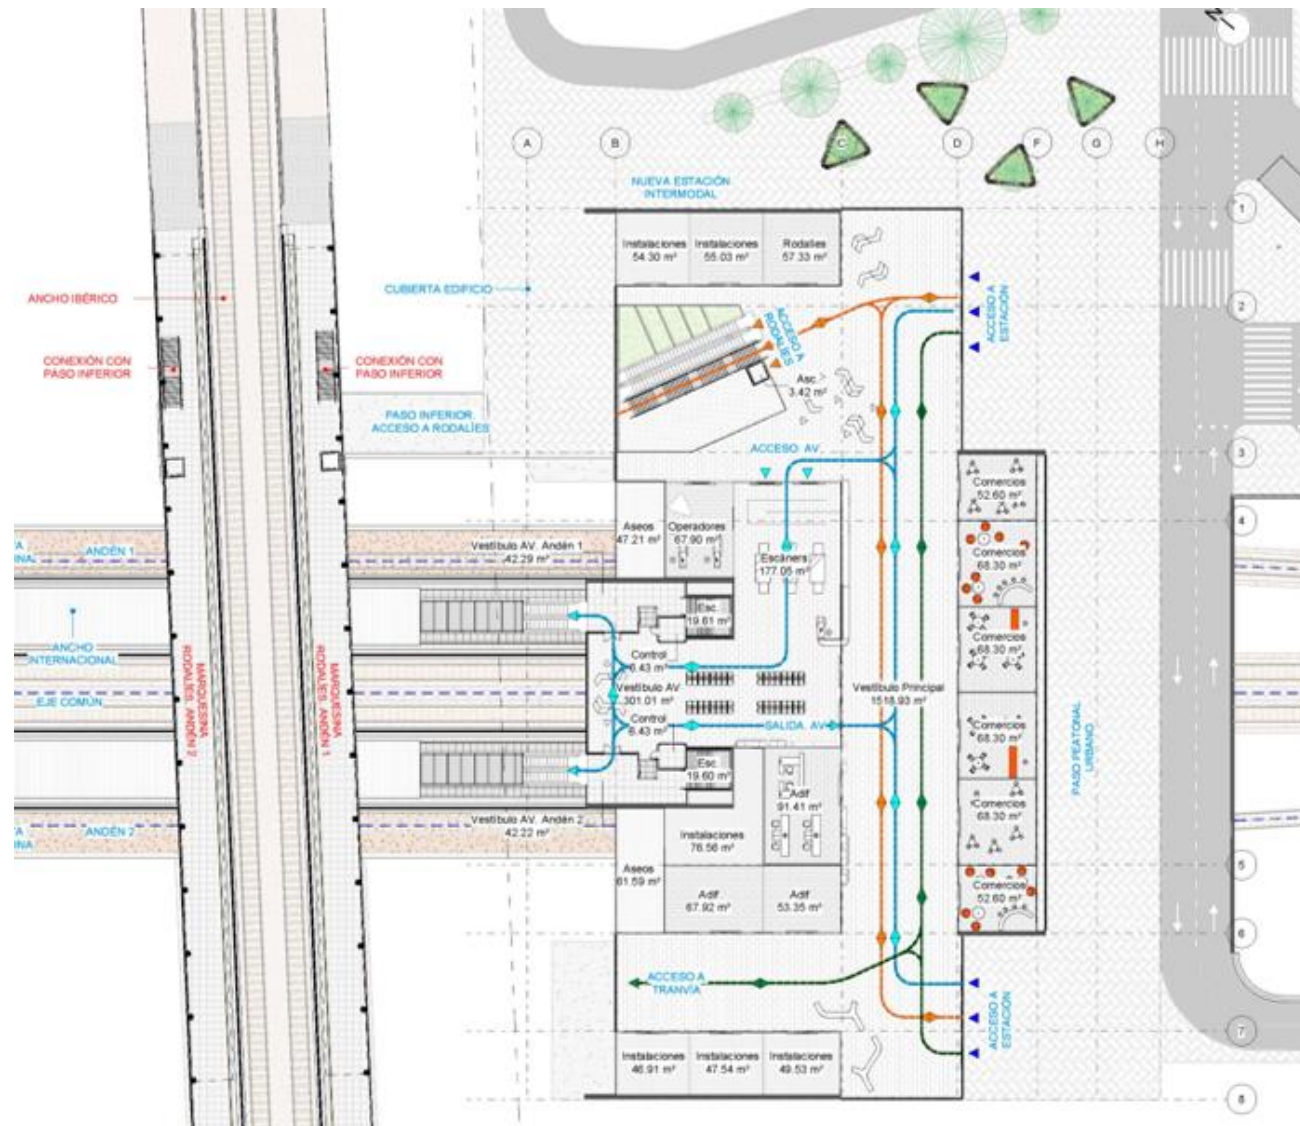 N
A
B
C
D
F
G
H
NUEVA ESTACIÓN
INTERMODAL
1
Instalaciones
54.30 m²
Instalaciones
55.03 m²
Rodalies
57.33 m²
ANCHO IBÉRICO
CUBIERTA EDIFICIO
ACCESO A
RODALIES
ACCESO A
ESTACIÓN
2
CONEXIÓN CON
PASO INFERIOR
CONEXIÓN CON
PASO INFERIOR
Asc.
3.42 m²
PASO INFERIOR.
ACCESO A RODALÍES
ACCESO AV
3
Comercios
52.60 m²
4
Aseos
47.21 m²
Operadores
67.90 m²
Escáners
177.05 m²
Comercios
68.30 m²
ANDÉN 1
Vestíbulo AV. Andén 1
42.29 m²
Esc.
19.61 m²
Comercios
68.30 m²
ANCHO
INTERNACIONAL
MARQUESINA
RODALIES. ANDÉN 2
MARQUESINA
RODALIES. ANDÉN 1
Control
6.43 m²
Vestíbulo AV
301.01 m²
Vestíbulo Principal
1518.93 m²
EJE COMÚN
Control
6.43 m²
SALIDA AV
Comercios
68.30 m²
PASO PEATONAL
URBANO
Esc.
19.60 m²
Adif
91.41 m²
Comercios
68.30 m²
ANDÉN 2
Vestíbulo AV. Andén 2
42.22 m²
Instalaciones
76.56 m²
5
Aseos
61.59 m²
Adif
67.92 m²
Adif
53.35 m²
Comercios
52.60 m²
6
ACCESO A
TRANVÍA
ACCESO A
ESTACIÓN
7
Instalaciones
46.91 m²
Instalaciones
47.54 m²
Instalaciones
49.53 m²
8